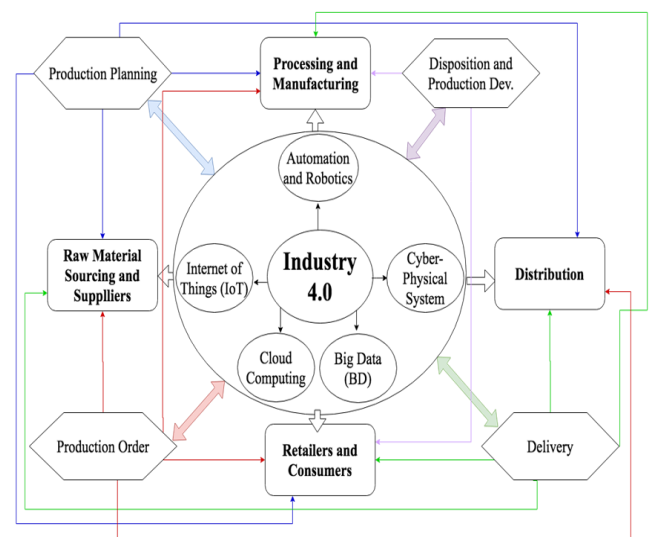 Production Planning
Processing and
Manufacturing
Disposition and
Production Dev.
Automation
and Robotics
Raw Material
Sourcing and
Supplliers
Internet of
Things (IoT)
Industry
4.0
Cyber-
Physical
System
Distribution
Cloud
Computing
Big Data
(BD)
Production Order
Retailers and
Consumers
Delivery